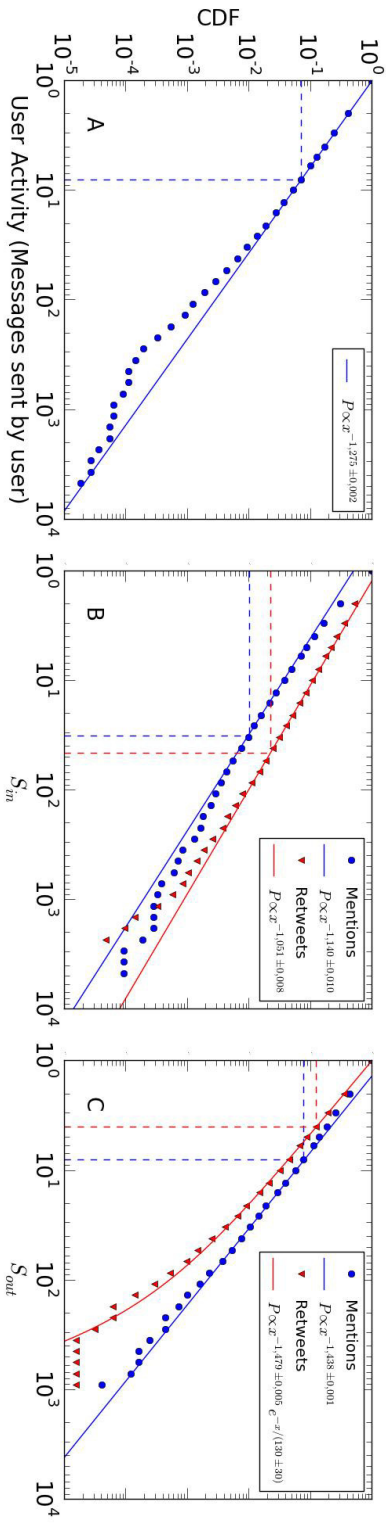 CDF
10^0
10^-1
10^-2
10^-3
10^-4
10^-5
A
P ∝ x^−1,275 ±0,002
10^0
10^1
10^2
10^3
10^4
User Activity (Messages sent by user)
B
Mentions
P ∝ x^−1,140 ±0,010
Retweets
P ∝ x^−1,051 ±0,008
10^0
10^1
10^2
10^3
10^4
S_in
C
Mentions
P ∝ x^−1,438 ±0,001
Retweets
P ∝ x^−1,479 ±0,005 e^−x/(130 ±30)
10^0
10^1
10^2
10^3
10^4
S_out